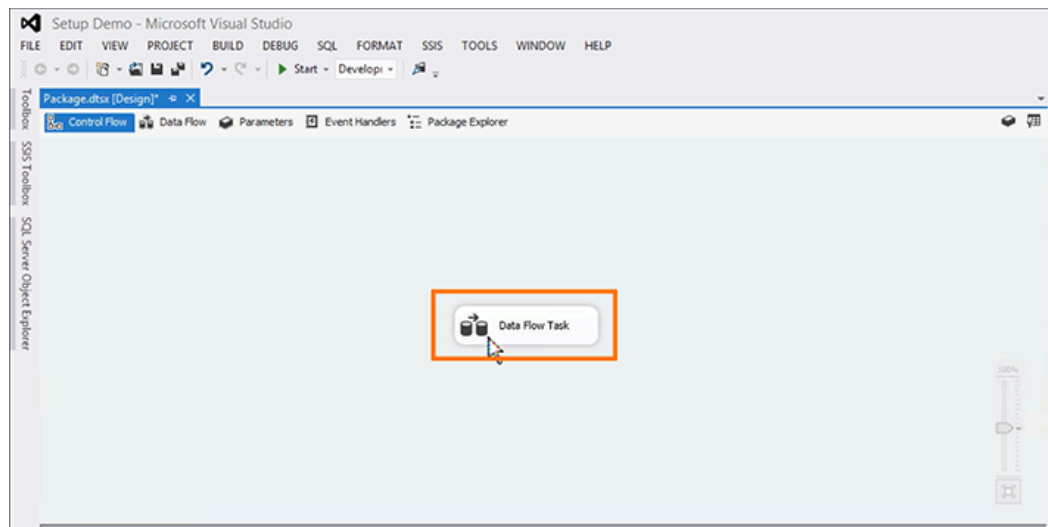 Setup Demo - Microsoft Visual Studio
FILE EDIT VIEW PROJECT BUILD DEBUG SQL FORMAT SSIS TOOLS WINDOW HELP
Start Develop
Package.dtsx [Design]*
Control Flow Data Flow Parameters Event Handlers Package Explorer
Toolbox
SSIS Toolbox
SQL Server Object Explorer
Data Flow Task
100%